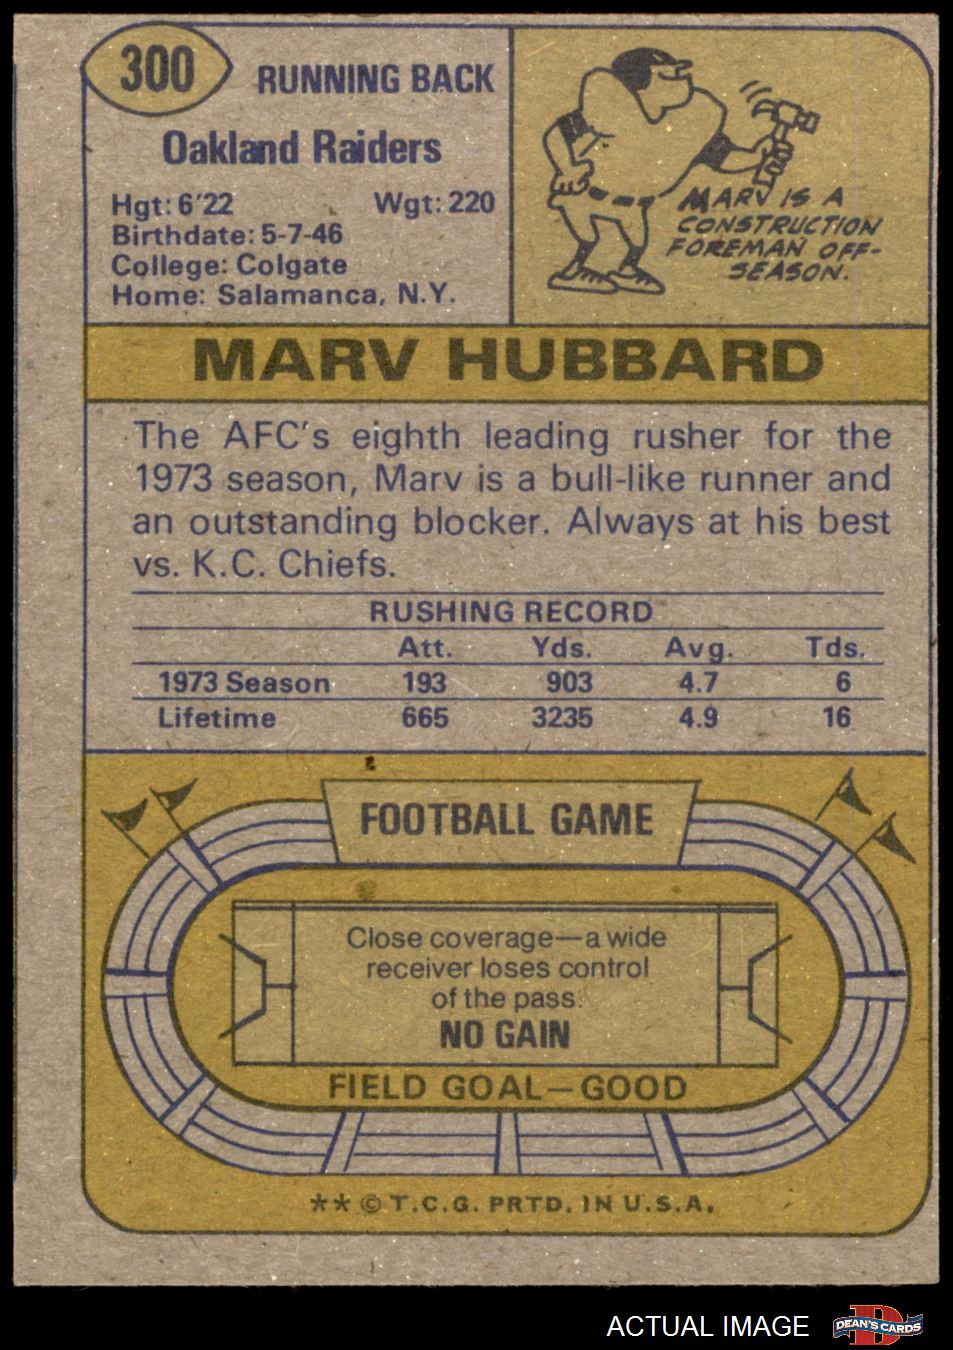 300
RUNNING BACK
Oakland Raiders
Hgt: 6'22 Wgt: 220
Birthdate: 5-7-46
College: Colgate
Home: Salamanca, N.Y.
MARV IS A
CONSTRUCTION
FOREMAN OFF-
SEASON.
MARV HUBBARD
The AFC's eighth leading rusher for the
1973 season, Marv is a bull-like runner and
an outstanding blocker. Always at his best
vs. K.C. Chiefs.
RUSHING RECORD
Att. Yds. Avg. Tds.
1973 Season 193 903 4.7 6
Lifetime 665 3235 4.9 16
FOOTBALL GAME
Close coverage—a wide
receiver loses control
of the pass.
NO GAIN
FIELD GOAL—GOOD
** © T.C.G. PRTD. IN U.S.A.
ACTUAL IMAGE
D
DEAN'S CARDS